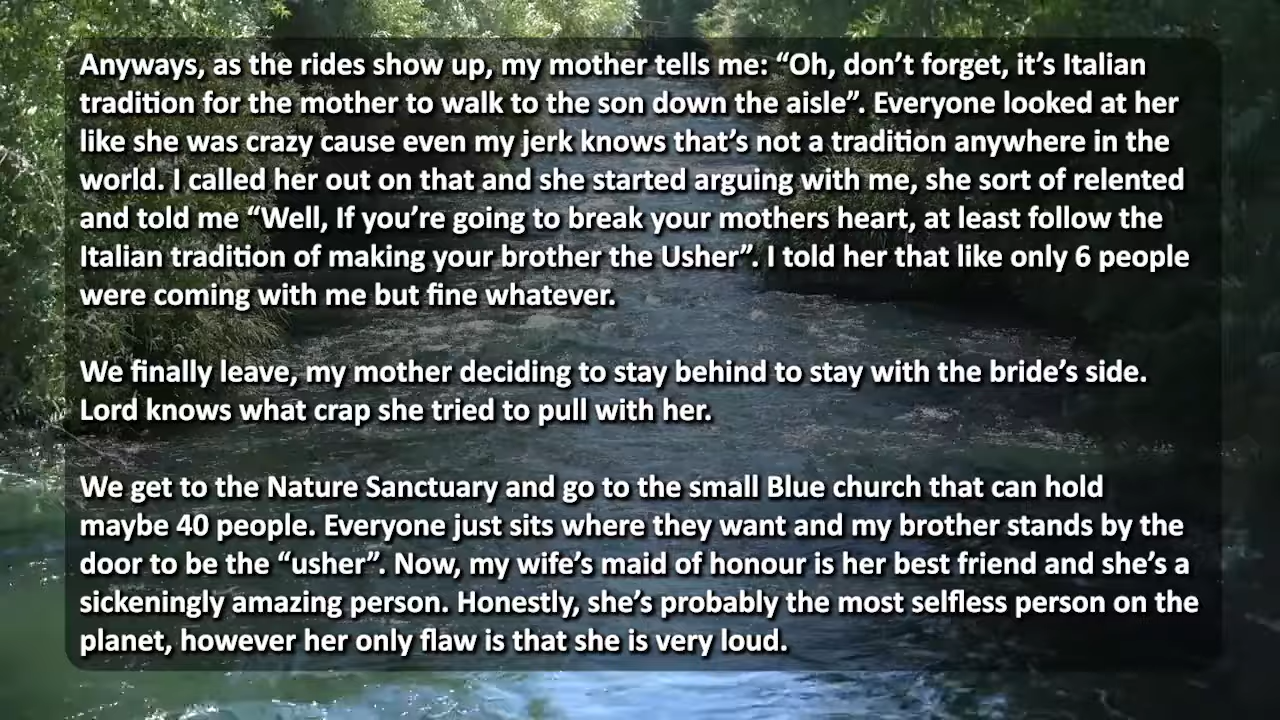 Anyways, as the rides show up, my mother tells me: “Oh, don’t forget, it’s Italian
tradition for the mother to walk to the son down the aisle”. Everyone looked at her
like she was crazy cause even my jerk knows that’s not a tradition anywhere in the
world. I called her out on that and she started arguing with me, she sort of relented
and told me “Well, If you’re going to break your mothers heart, at least follow the
Italian tradition of making your brother the Usher”. I told her that like only 6 people
were coming with me but fine whatever.
We finally leave, my mother deciding to stay behind to stay with the bride’s side.
Lord knows what crap she tried to pull with her.
We get to the Nature Sanctuary and go to the small Blue church that can hold
maybe 40 people. Everyone just sits where they want and my brother stands by the
door to be the “usher”. Now, my wife’s maid of honour is her best friend and she’s a
sickeningly amazing person. Honestly, she’s probably the most selfless person on the
planet, however her only flaw is that she is very loud.